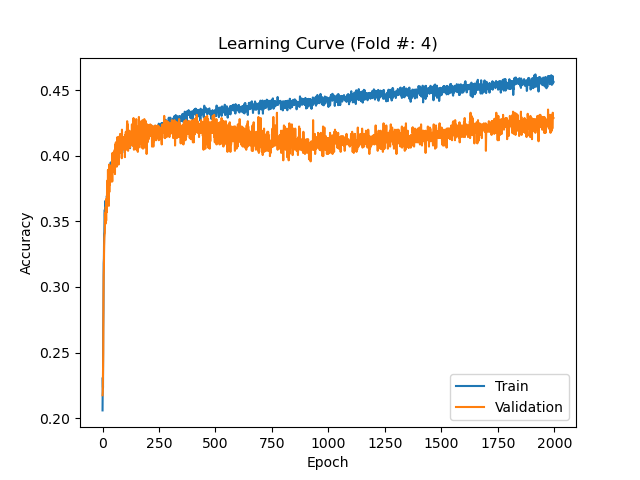 Learning Curve (Fold #: 4)
Accuracy
0.45
0.40
0.35
0.30
0.25
0.20
Train
Validation
0 250 500 750 1000 1250 1500 1750 2000
Epoch